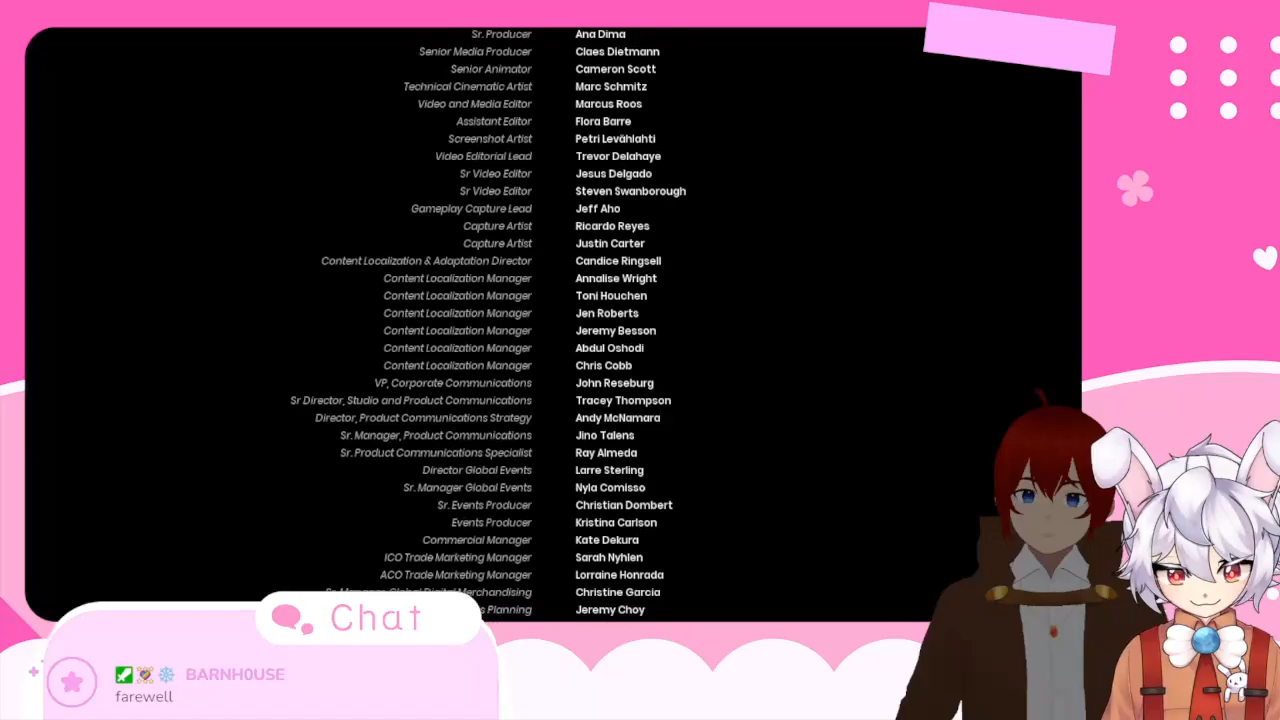 Sr. Producer Ana Dima
Senior Media Producer Claes Dietmann
Senior Animator Cameron Scott
Technical Cinematic Artist Marc Schmitz
Video and Media Editor Marcus Roos
Assistant Editor Flora Barre
Screenshot Artist Petri Levählahti
Video Editorial Lead Trevor Delahaye
Sr Video Editor Jesus Delgado
Sr Video Editor Steven Swanborough
Gameplay Capture Lead Jeff Aho
Capture Artist Ricardo Reyes
Capture Artist Justin Carter
Content Localization & Adaptation Director Candice Ringsell
Content Localization Manager Annalise Wright
Content Localization Manager Toni Houchen
Content Localization Manager Jen Roberts
Content Localization Manager Jeremy Besson
Content Localization Manager Abdul Oshodi
Content Localization Manager Chris Cobb
VP, Corporate Communications John Reseburg
Sr Director, Studio and Product Communications Tracey Thompson
Director, Product Communications Strategy Andy McNamara
Sr. Manager, Product Communications Jino Talens
Sr. Product Communications Specialist Ray Almeda
Director Global Events Larre Sterling
Sr. Manager Global Events Nyla Comisso
Sr. Events Producer Christian Dombert
Events Producer Kristina Carlson
Commercial Manager Kate Dekura
ICO Trade Marketing Manager Sarah Nyhlen
ACO Trade Marketing Manager Lorraine Honrada
Sr. Manager Global Digital Merchandising Christine Garcia
Planning Jeremy Choy
Chat
BARNH0USE
farewell